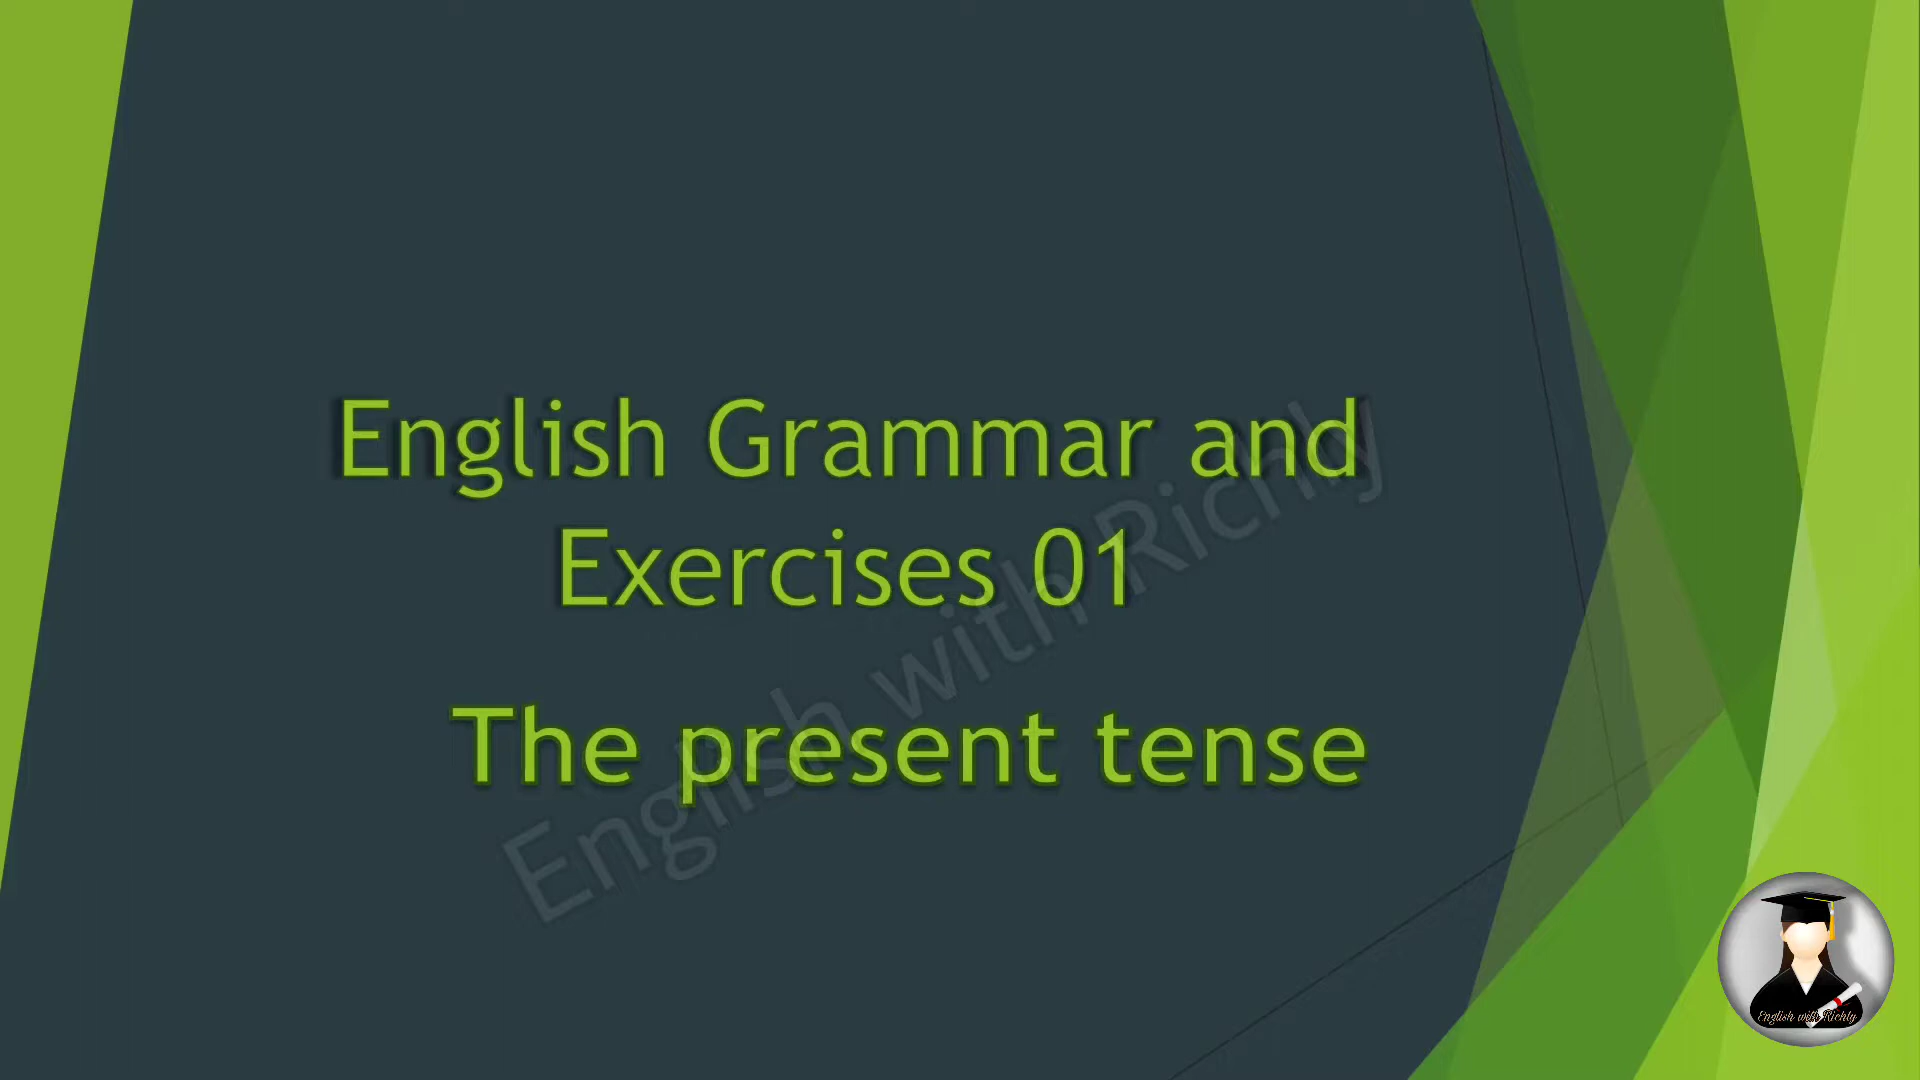 English Grammar and
Exercises 01
The present tense
English with Richly
English with Richly